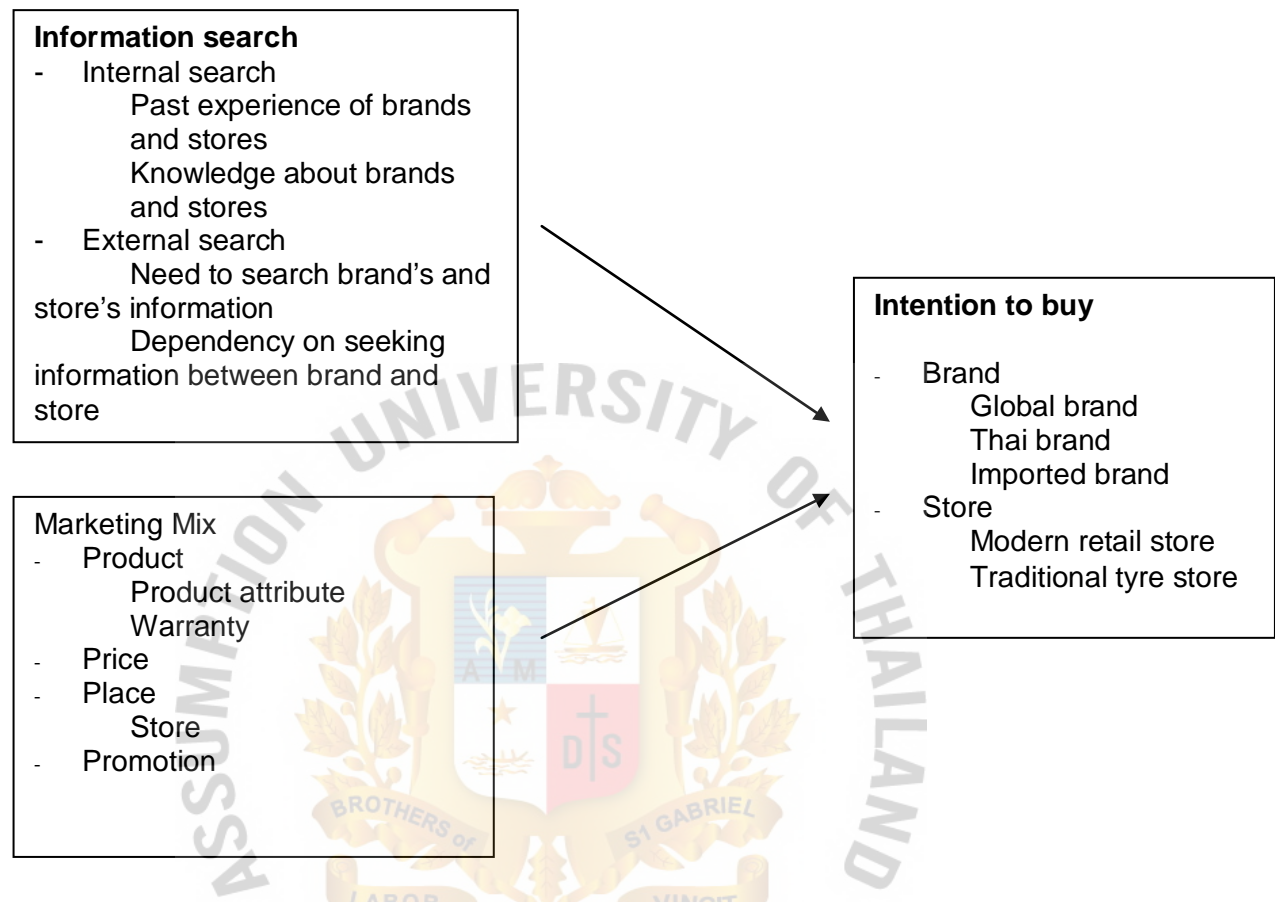 Information search
- Internal search
Past experience of brands
and stores
Knowledge about brands
and stores
- External search
Need to search brand's and
store's information
Dependency on seeking
information between brand and
store
Marketing Mix
- Product
Product attribute
Warranty
- Price
- Place
Store
- Promotion
Intention to buy
- Brand
Global brand
Thai brand
Imported brand
- Store
Modern retail store
Traditional tyre store
ASSUMPTION UNIVERSITY OF THAILAND
A M
D S
BROTHERS of
S1 GABRIEL
LABOR
VINCIT